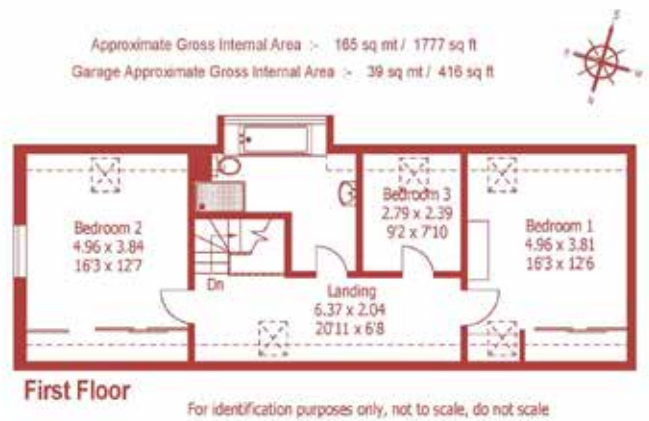 Approximate Gross Internal Area :- 165 sq mt / 1777 sq ft
Garage Approximate Gross Internal Area :- 39 sq mt / 416 sq ft
S
E
W
N
Bedroom 2
4.96 x 3.84
16'3 x 12'7
Bedroom 3
2.79 x 2.39
9'2 x 7'10
Bedroom 1
4.96 x 3.81
16'3 x 12'6
Dn
Landing
6.37 x 2.04
20'11 x 6'8
First Floor
For identification purposes only, not to scale, do not scale